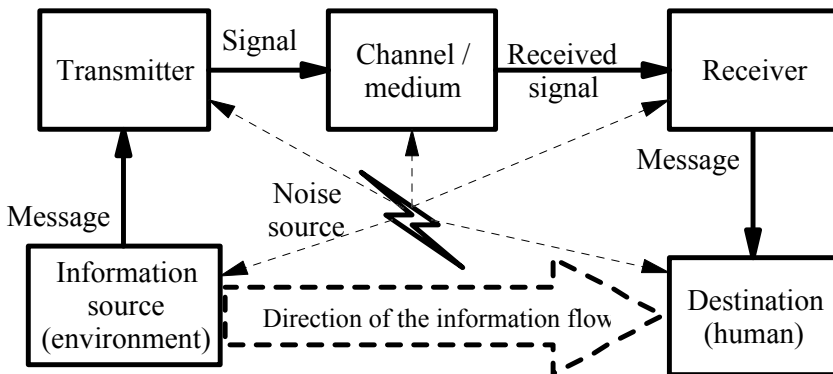 Transmitter
Signal
Channel /
medium
Received
signal
Receiver
Message
Noise
source
Message
Information
source
(environment)
Direction of the information flow
Destination
(human)